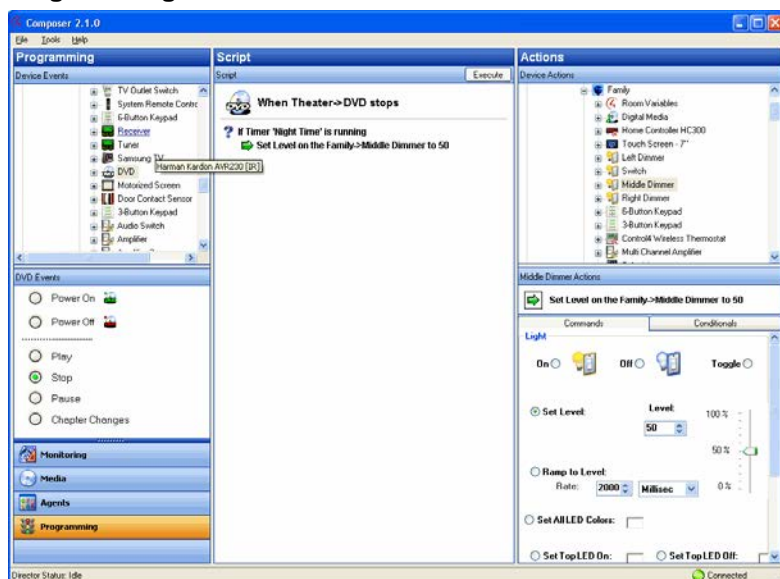 Composer 2.1.0
File Tools Help
Programming
Device Events
TV Outlet Switch
System Remote Contrc
6-Button Keypad
Receiver
Tuner
Samsung TV
Harman Kardon AVR230 [IR]
DVD
Motorized Screen
Door Contact Sensor
3-Button Keypad
Audio Switch
Amplifier
DVD Events
Power On
Power Off
Play
Stop
Pause
Chapter Changes
Monitoring
Media
Agents
Programming
Director Status: Idle
Script
Script
Execute
When Theater->DVD stops
If Timer 'Night Time' is running
Set Level on the Family->Middle Dimmer to 50
Actions
Device Actions
Family
Room Variables
Digital Media
Home Controller HC300
Touch Screen - 7"
Left Dimmer
Switch
Middle Dimmer
Right Dimmer
6-Button Keypad
3-Button Keypad
Control4 Wireless Thermostat
Multi Channel Amplifier
Middle Dimmer Actions
Set Level on the Family->Middle Dimmer to 50
Commands Conditionals
Light
On Off Toggle
Set Level: Level: 100 %
50
50 %
Ramp to Level:
Rate: 2000 Millisec 0 %
Set All LED Colors:
Set Top LED On: Set Top LED Off:
Connected